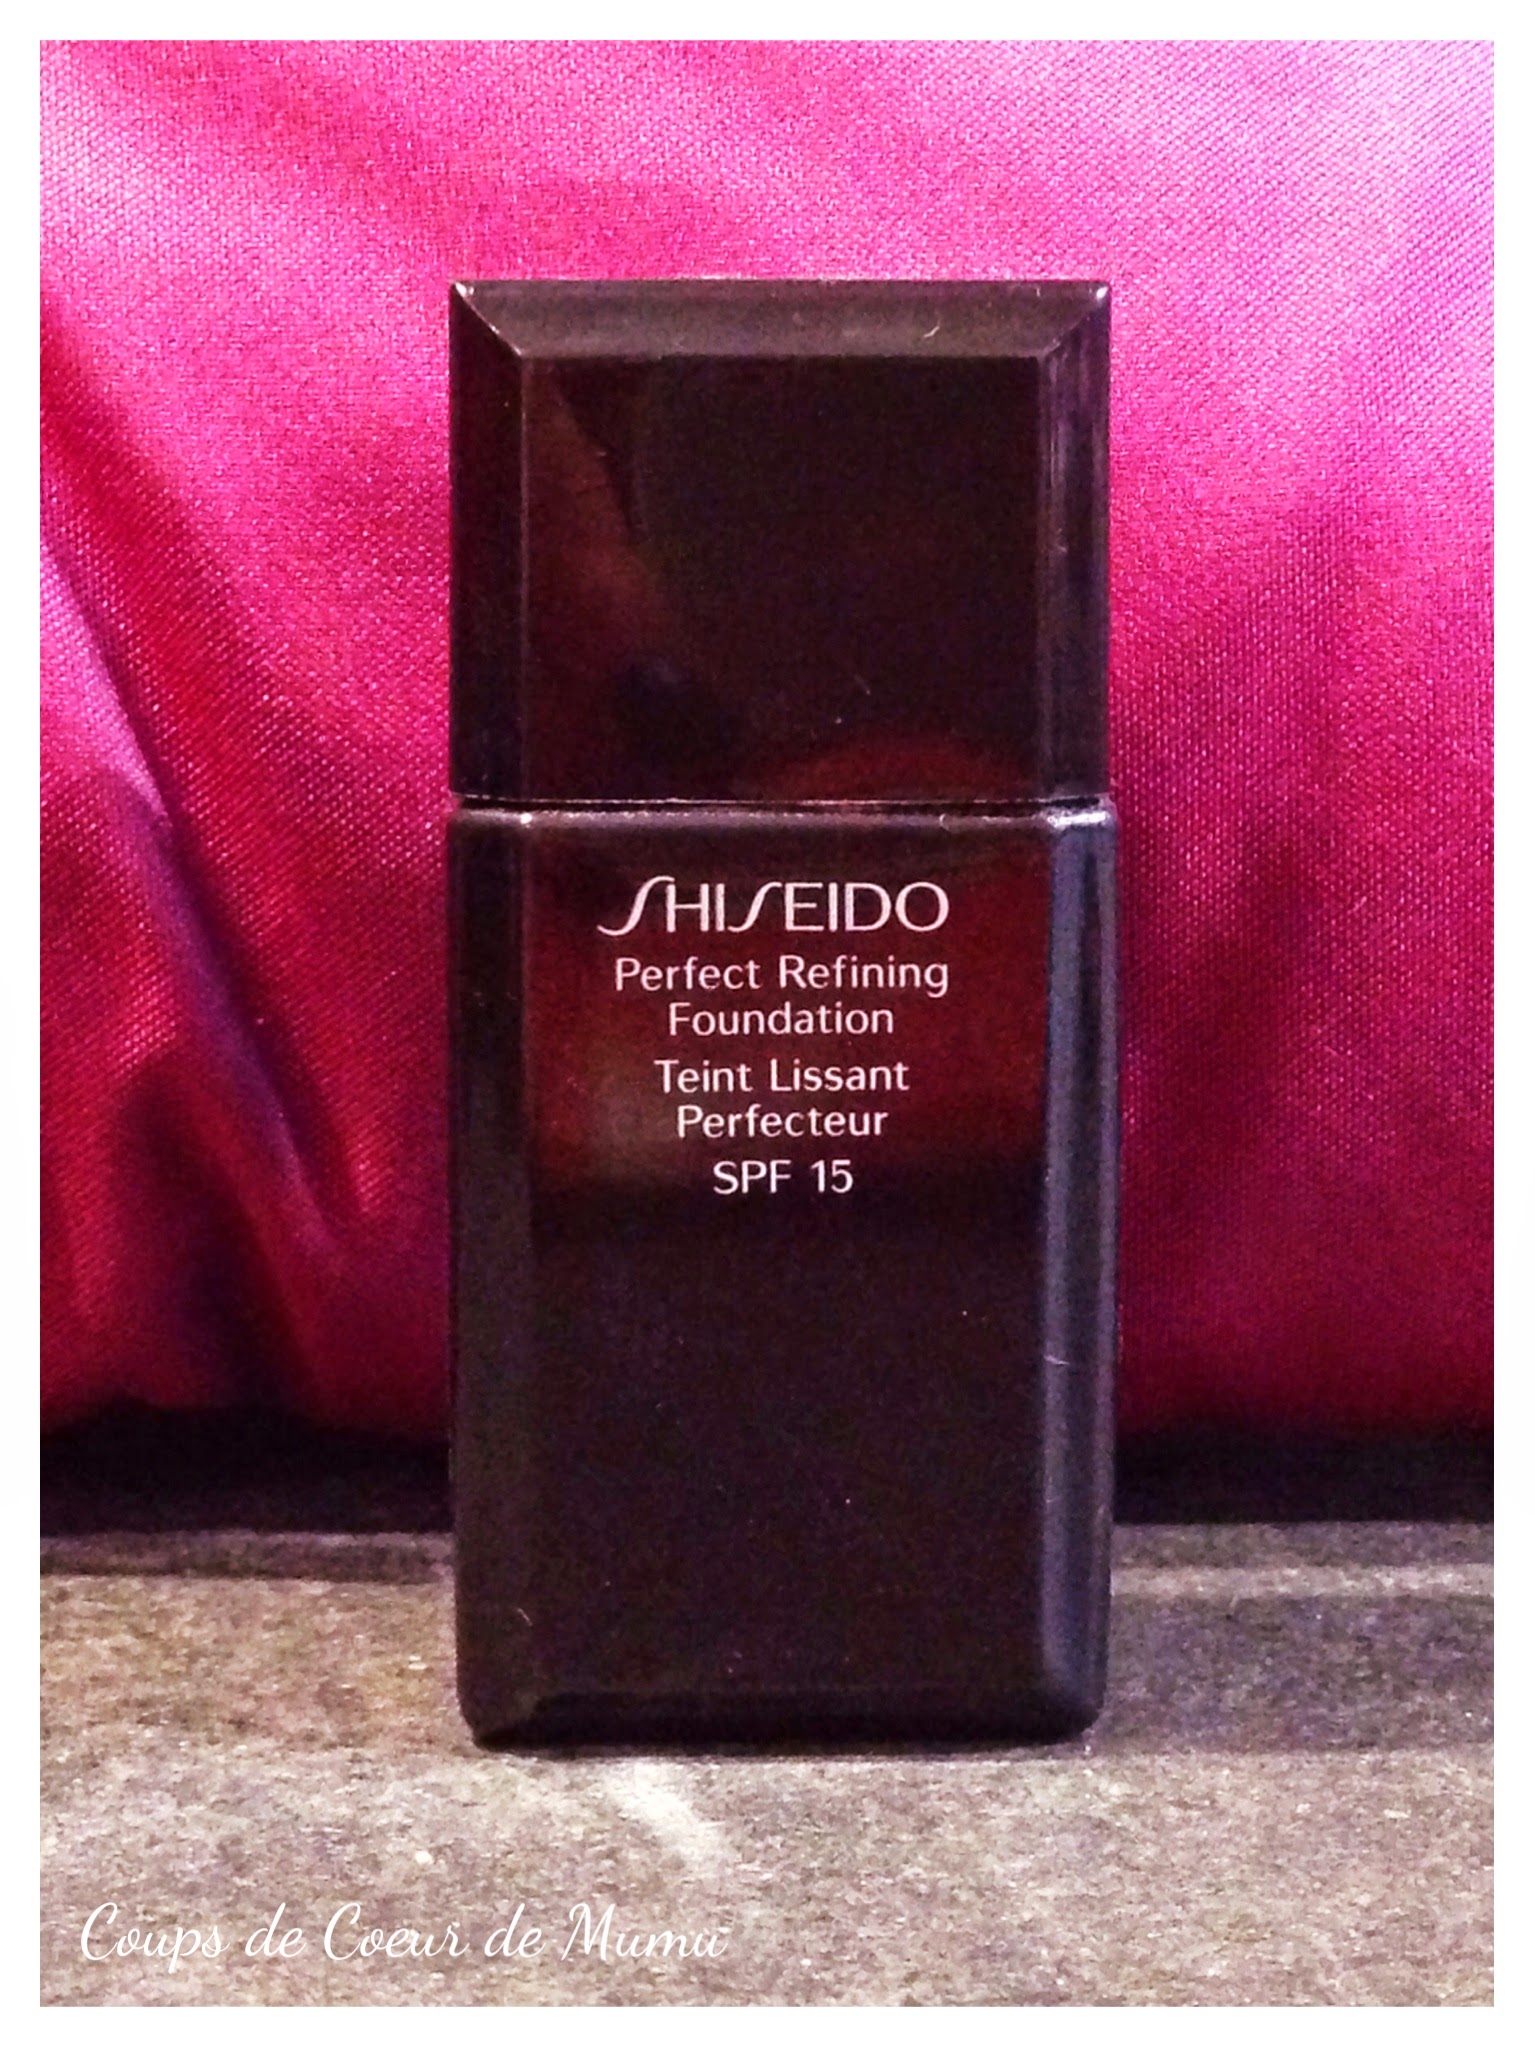 SHISEIDO
Perfect Refining
Foundation
Teint Lissant
Perfecteur
SPF 15
Coups de Coeur de Mumu